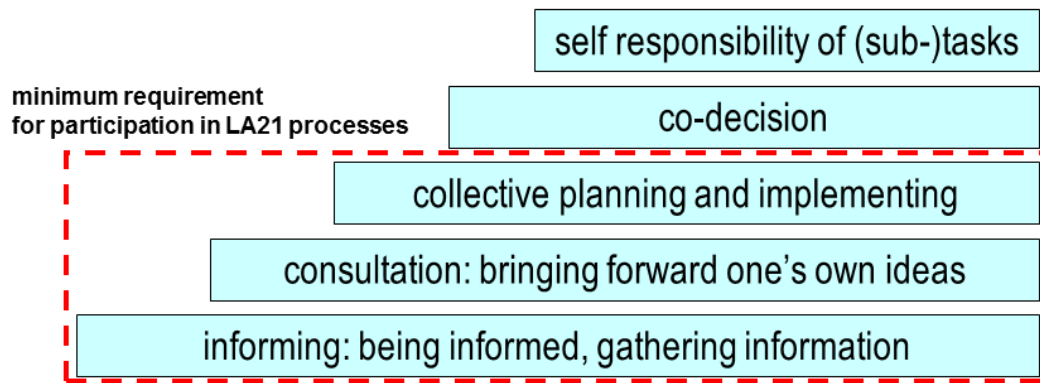 self responsibility of (sub-)tasks
minimum requirement
for participation in LA21 processes
co-decision
collective planning and implementing
consultation: bringing forward one’s own ideas
informing: being informed, gathering information